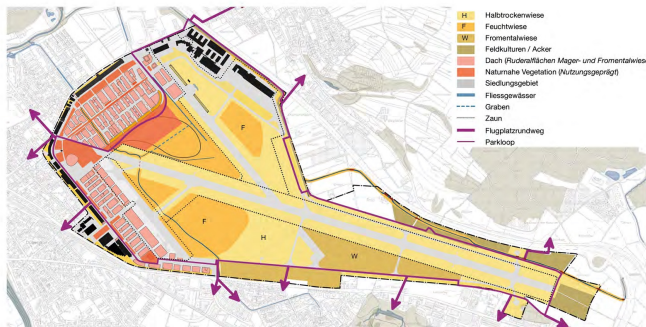 H Halbtrockenwiese
F Feuchtwiese
W Fromentalwiese
Feldkulturen / Acker
Dach (Ruderalflächen Mager- und Fromentalwiese
Naturnahe Vegetation (Nutzungsgeprägt)
Siedlungsgebiet
Fliessgewässer
Graben
Zaun
Flugplatzrundweg
Parkloop
F
F
H
W